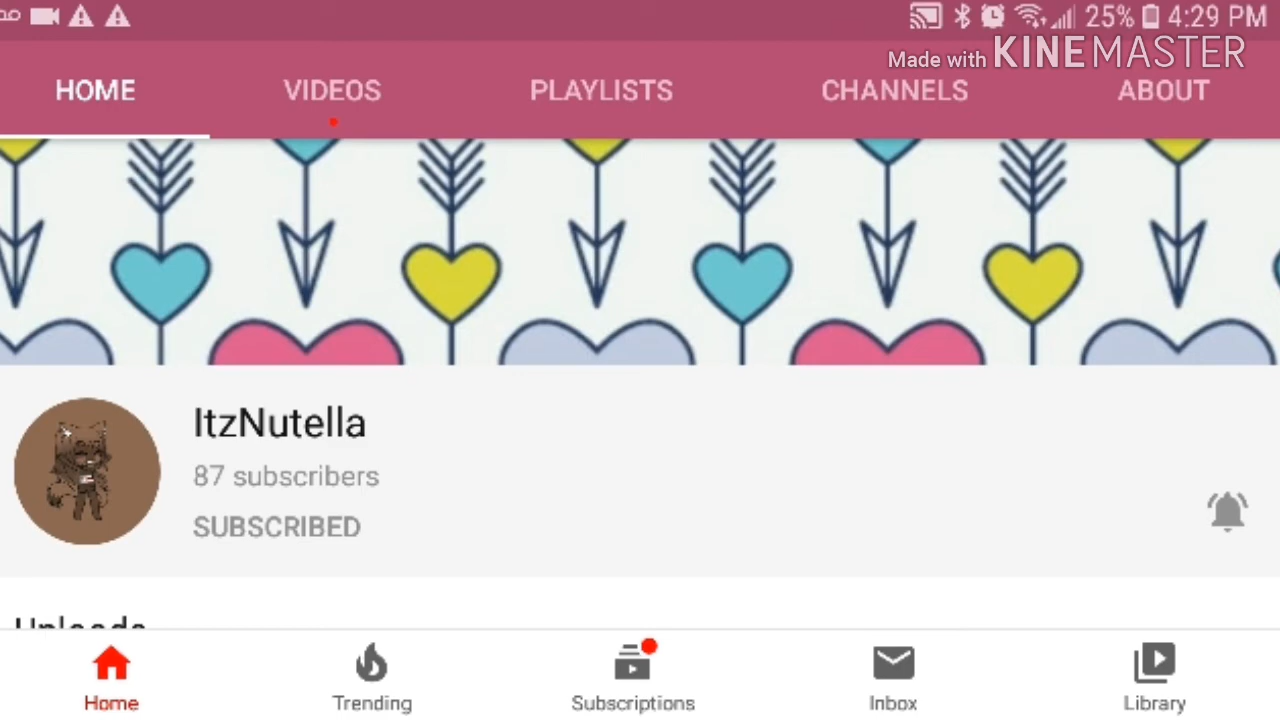 25% 4:29 PM
Made with KINEMASTER
HOME VIDEOS PLAYLISTS CHANNELS ABOUT
ItzNutella
87 subscribers
SUBSCRIBED
Uploads
Home Trending Subscriptions Inbox Library